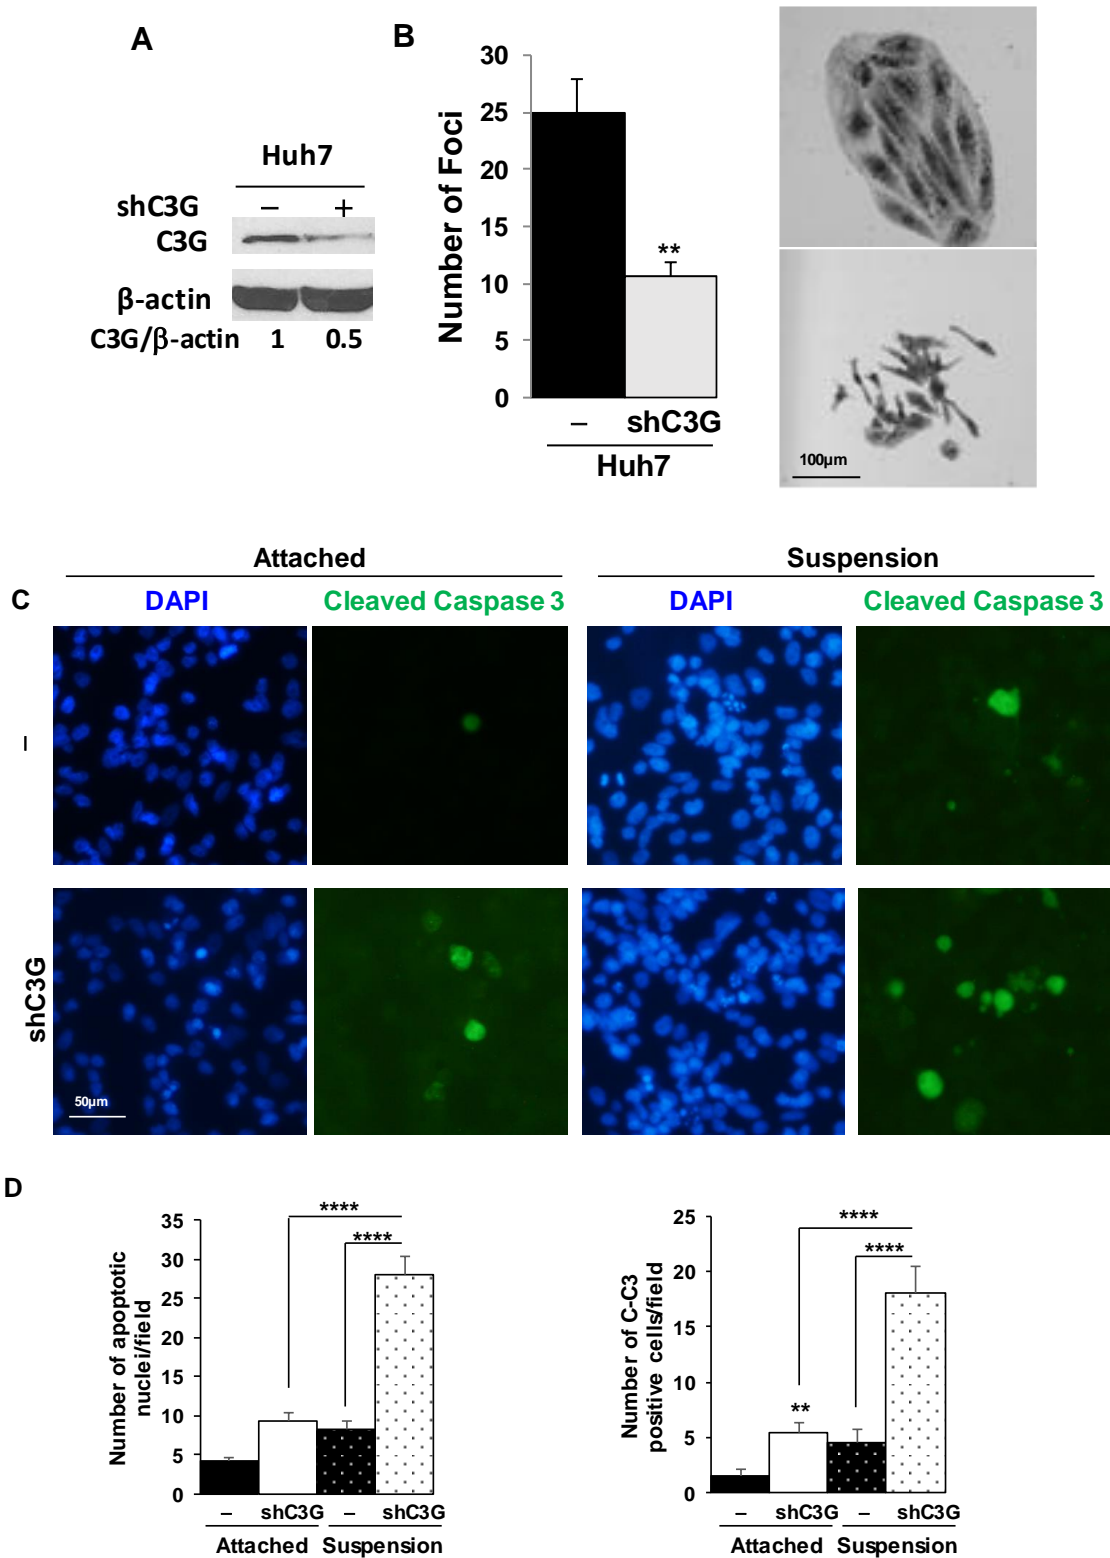 A
Huh7
shC3G – +
C3G
β-actin
C3G/β-actin 1 0.5
B
Number of Foci
30
25
20
15
10
5
0
**
– shC3G
Huh7
100µm
Attached Suspension
C DAPI Cleaved Caspase 3 DAPI Cleaved Caspase 3
–
shC3G
50µm
D
Number of apoptotic
nuclei/field
35
30
25
20
15
10
5
0
****
****
– shC3G – shC3G
Attached Suspension
Number of C-C3
positive cells/field
25
20
15
10
5
0
****
****
**
– shC3G – shC3G
Attached Suspension